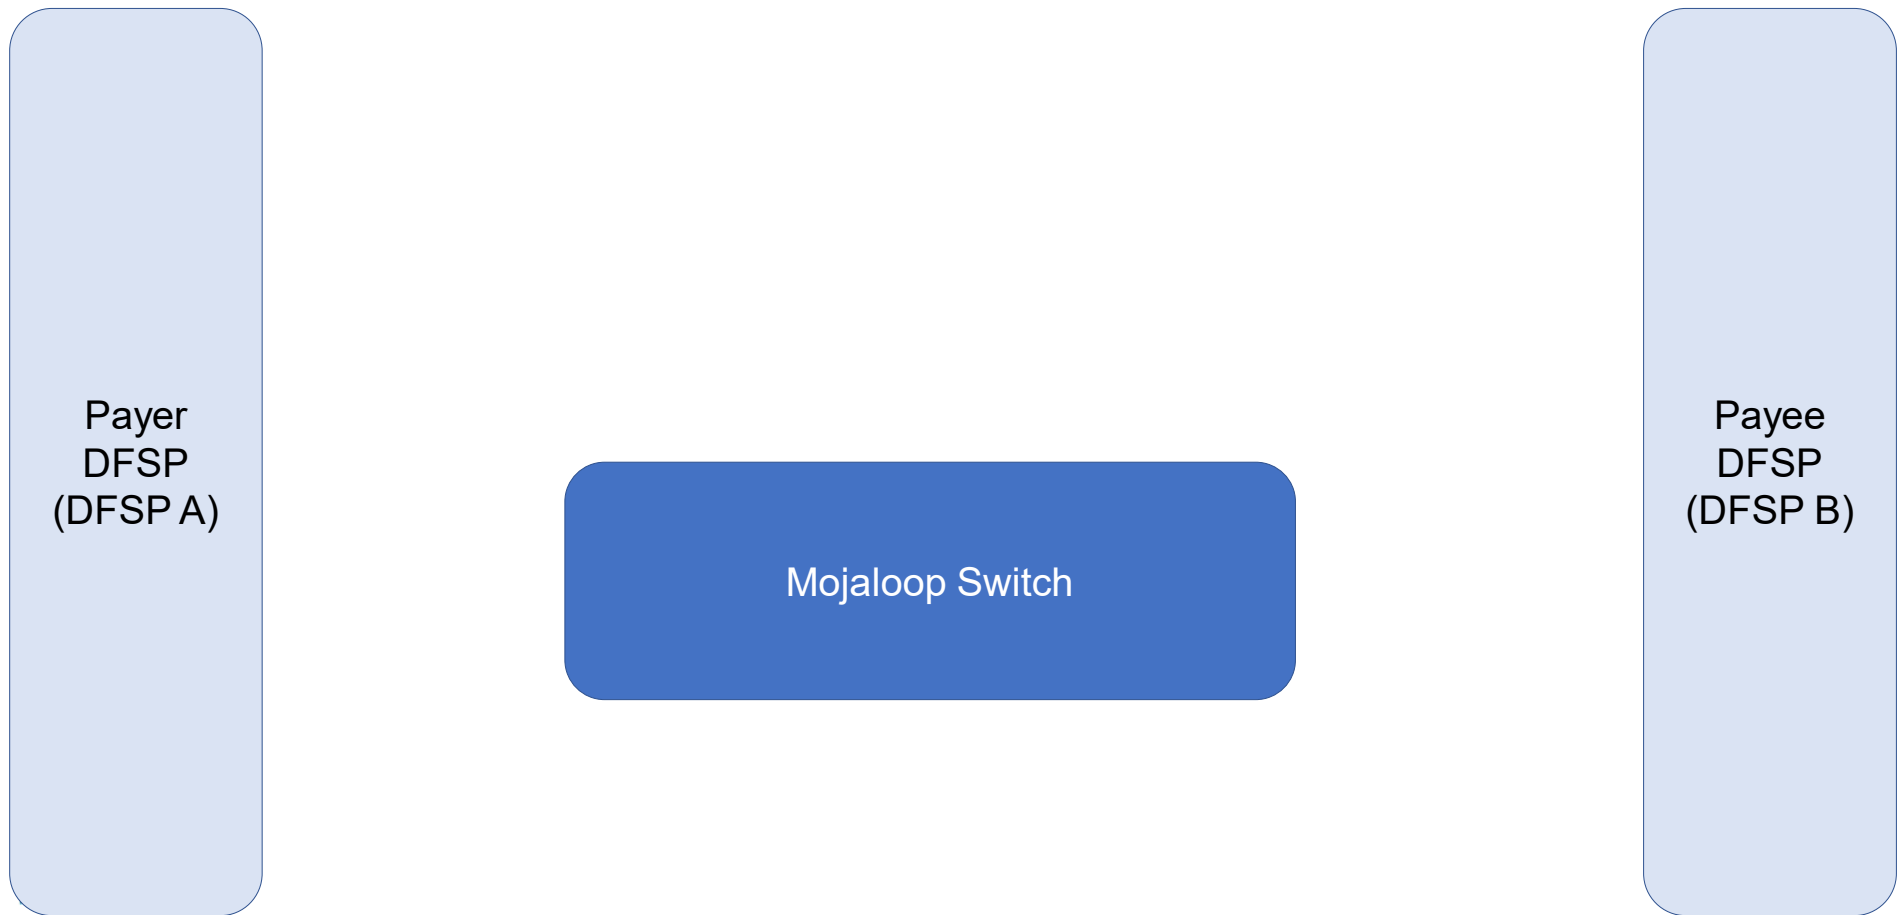 Payer
DFSP
(DFSP A)
Mojaloop Switch
Payee
DFSP
(DFSP B)